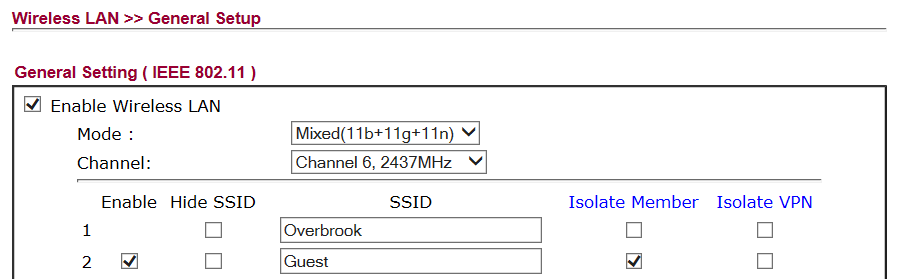 Wireless LAN >> General Setup
General Setting ( IEEE 802.11 )
Enable Wireless LAN
Mode : Mixed(11b+11g+11n)
Channel: Channel 6, 2437MHz
Enable Hide SSID SSID Isolate Member Isolate VPN
1 Overbrook
2 Guest